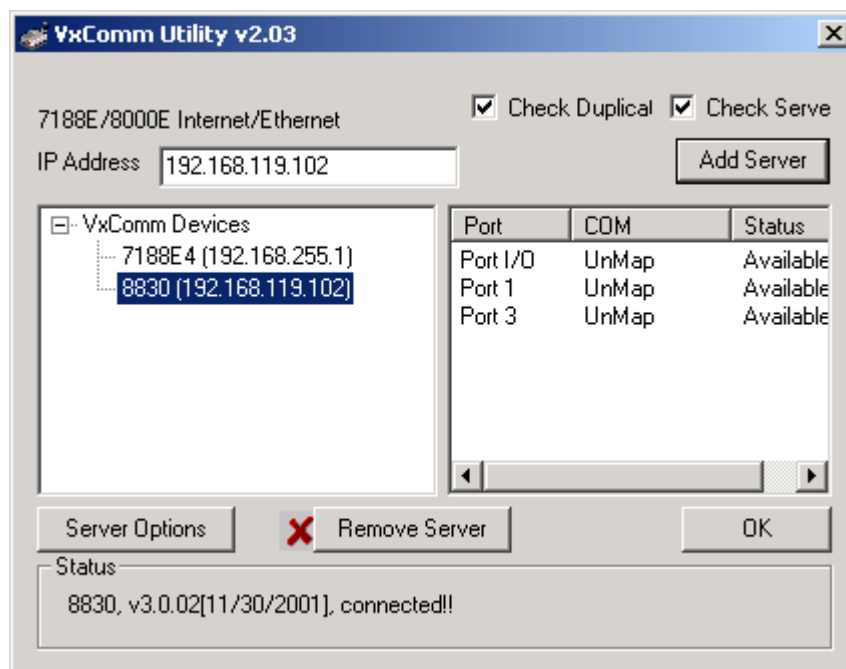 VxComm Utility v2.03
7188E/8000E Internet/Ethernet
Check Duplical
Check Serve
IP Address
192.168.119.102
Add Server
VxComm Devices
7188E4 (192.168.255.1)
8830 (192.168.119.102)
Port COM Status
Port I/O UnMap Available
Port 1 UnMap Available
Port 3 UnMap Available
Server Options
Remove Server
OK
Status
8830, v3.0.02[11/30/2001], connected!!